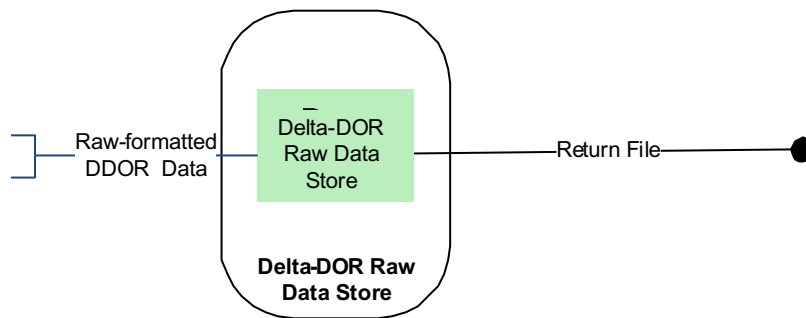 Raw-formatted
DDOR Data
Delta-DOR
Raw Data
Store
Return File
Delta-DOR Raw
Data Store